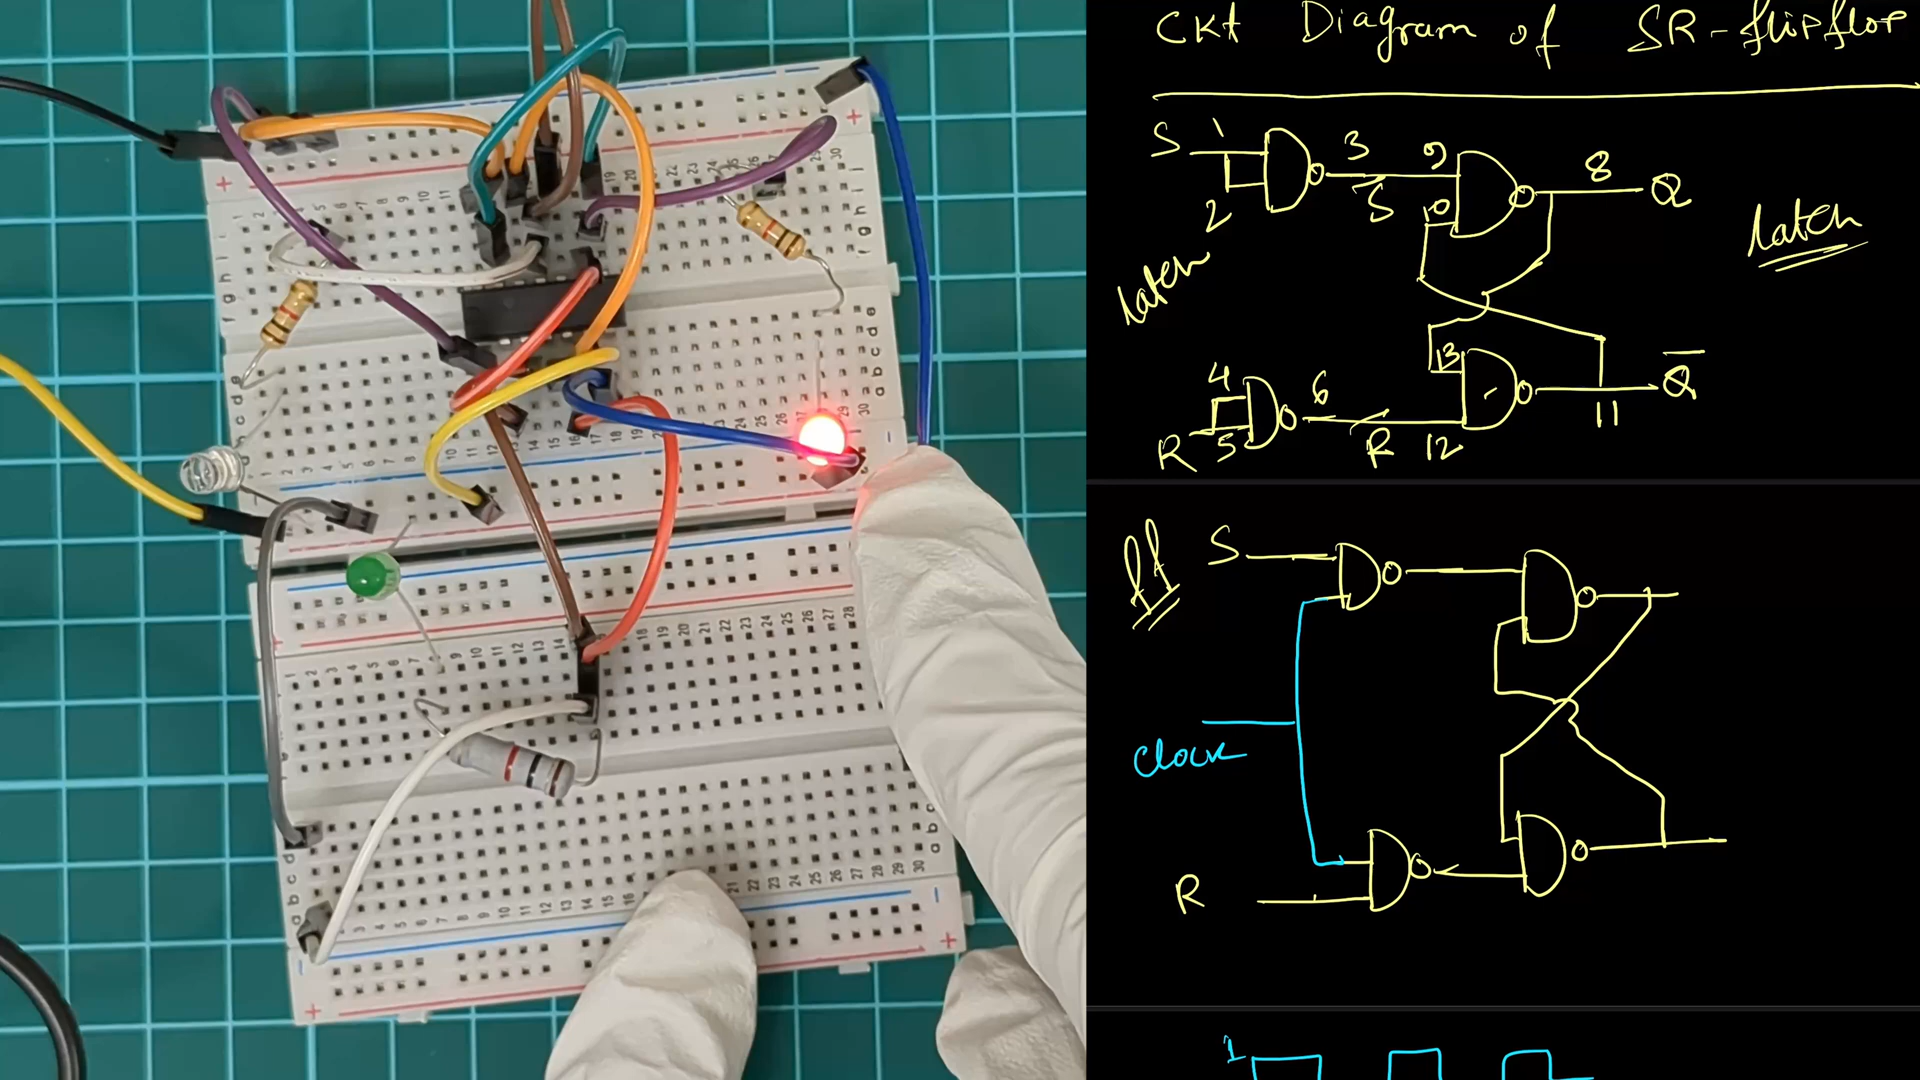 CKt Diagram of SR-flipflop
S 1 3 9 8 Q
2 S 10
latch
latch
13
4 6 Q
R 5 R 12 11
ff
S
clock
R
1